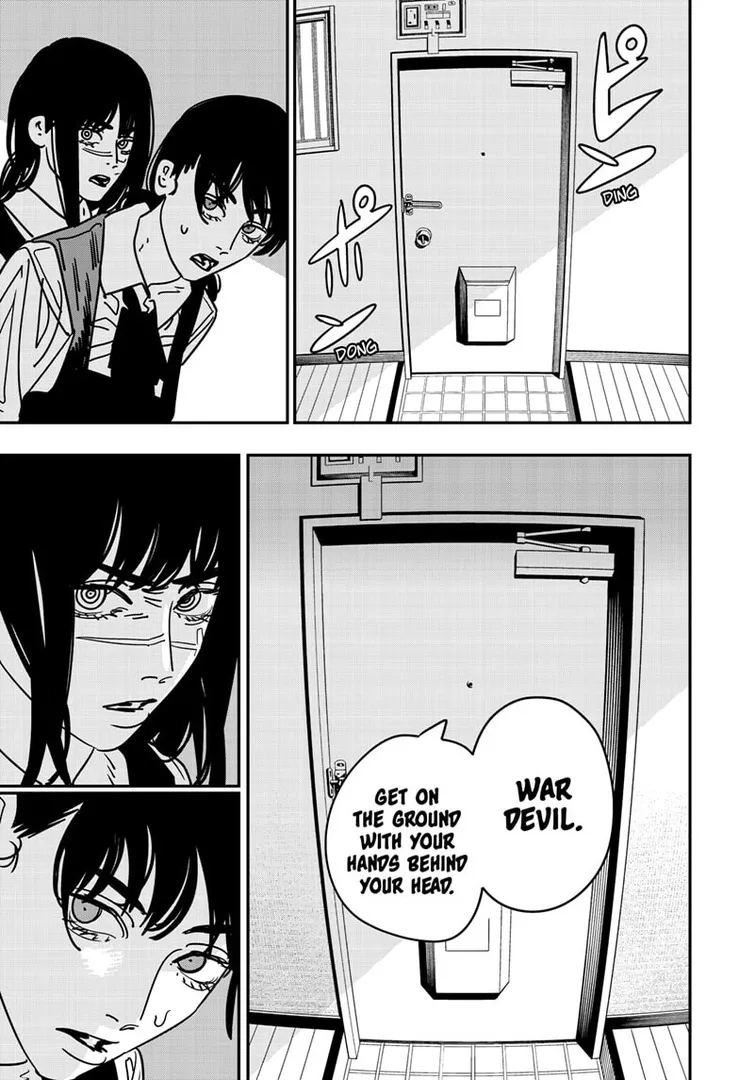 ピン
DING
ポン
DONG
WAR
DEVIL.
GET ON
THE GROUND
WITH YOUR
HANDS BEHIND
YOUR HEAD.